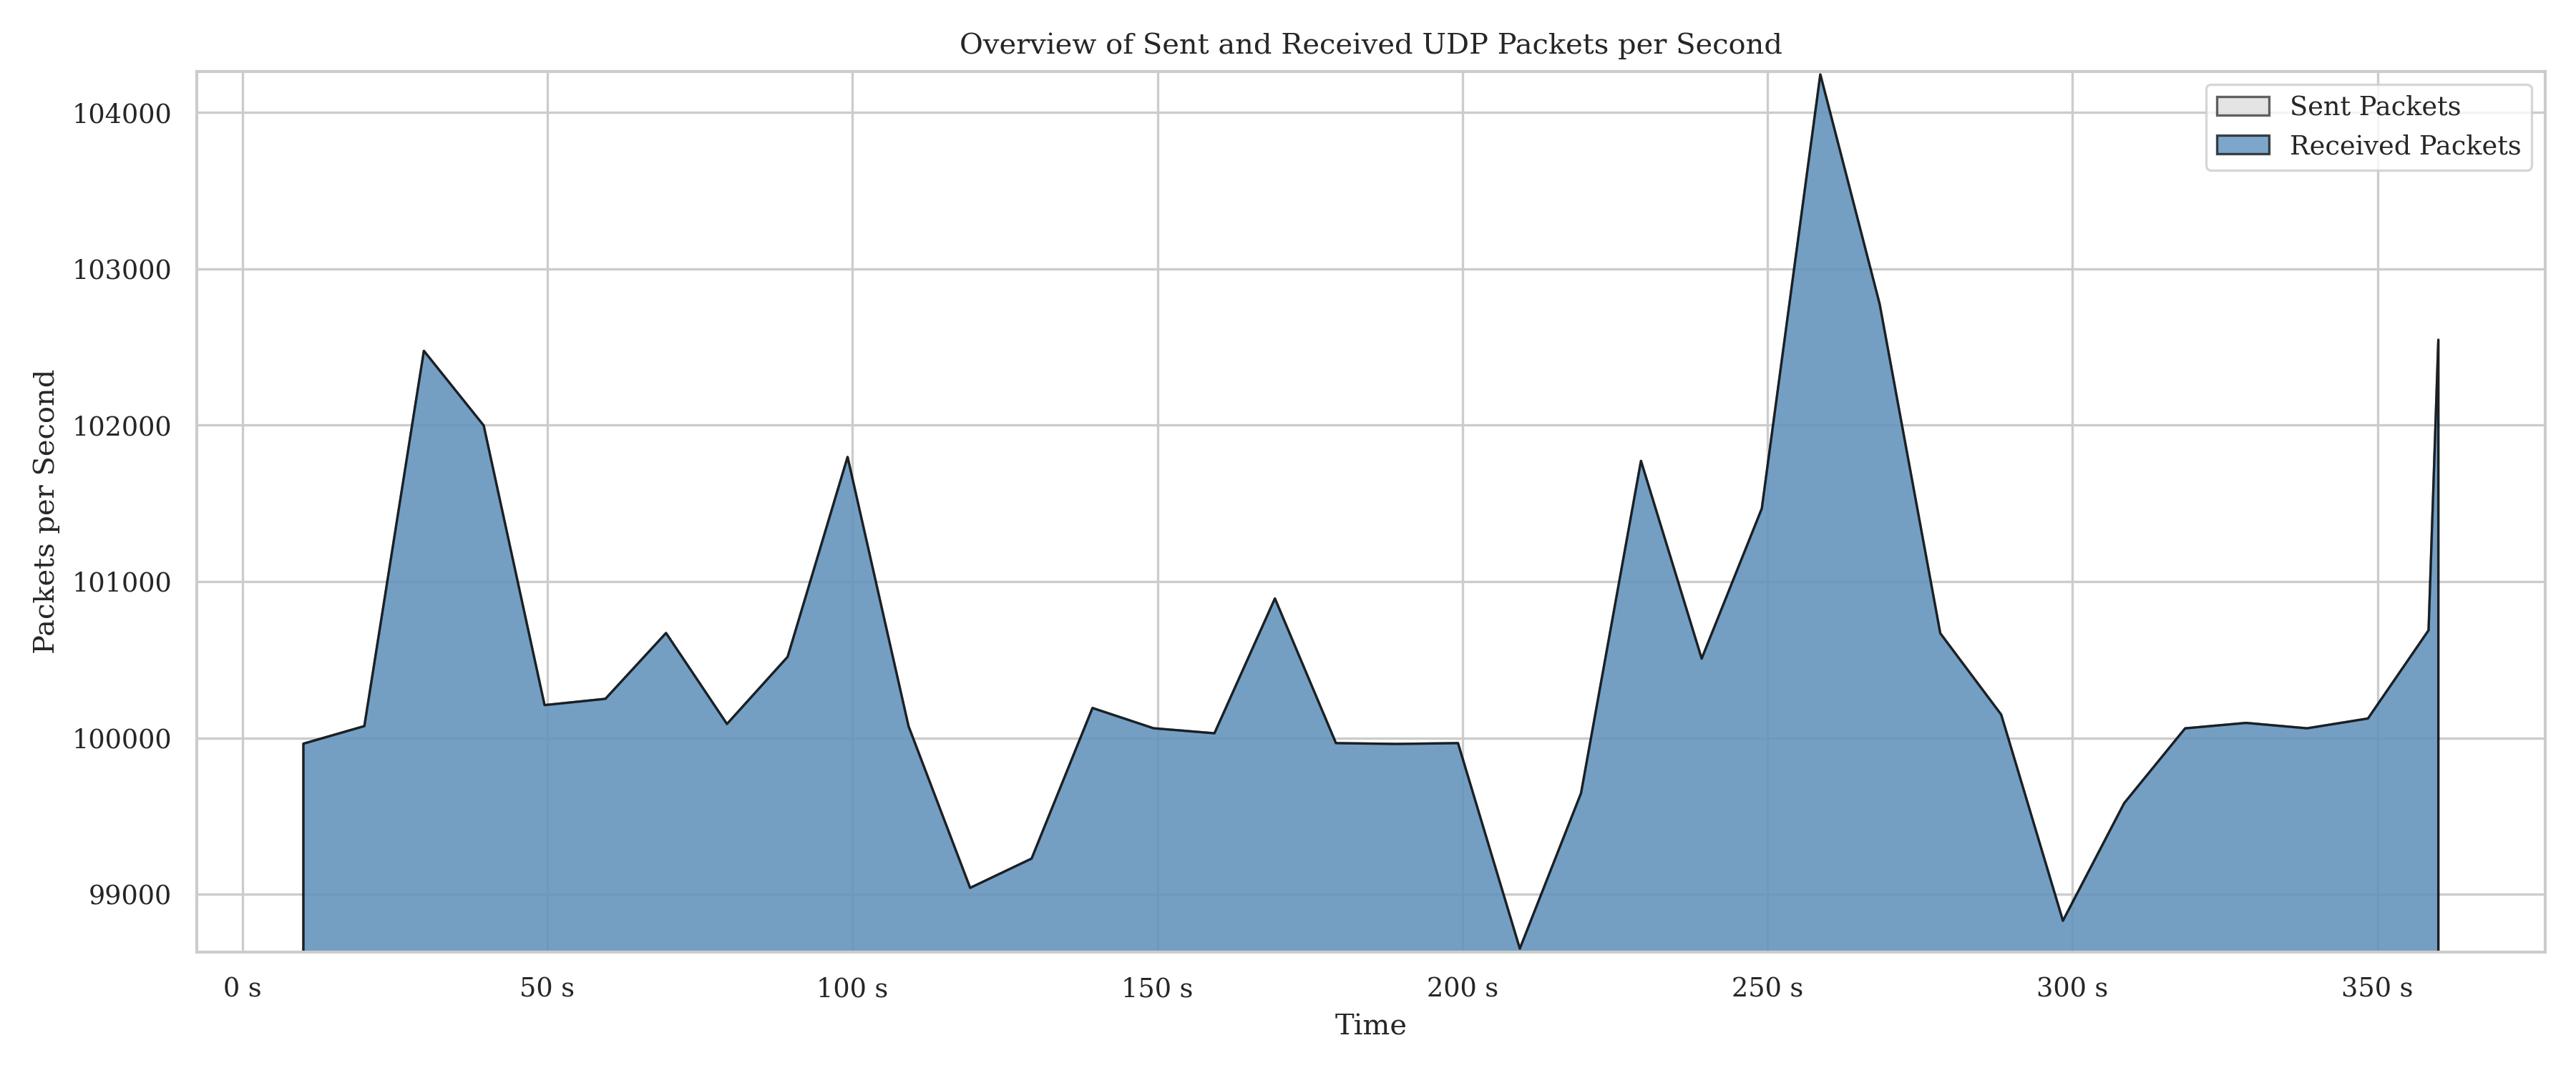 Overview of Sent and Received UDP Packets per Second
Sent Packets
Received Packets
104000
103000
102000
101000
100000
99000
Packets per Second
0 s
50 s
100 s
150 s
200 s
250 s
300 s
350 s
Time